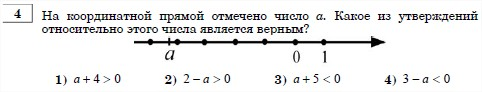 4 На координатной прямой отмечено число a. Какое из утверждений
относительно этого числа является верным?
a 0 1
1) a + 4 > 0 2) 2 − a > 0 3) a + 5 < 0 4) 3 − a < 0